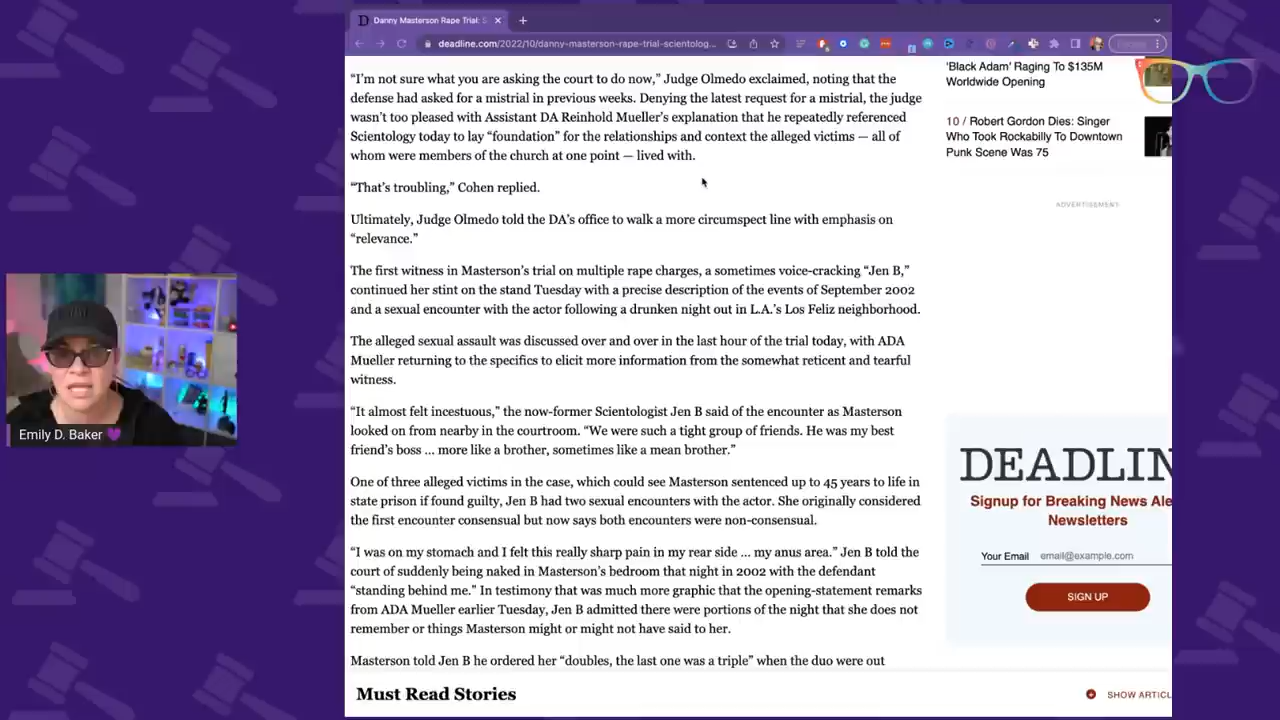 Danny Masterson Rape Trial: S
deadline.com/2022/10/danny-masterson-rape-trial-scientolog...
“I’m not sure what you are asking the court to do now,” Judge Olmedo exclaimed, noting that the
defense had asked for a mistrial in previous weeks. Denying the latest request for a mistrial, the judge
wasn’t too pleased with Assistant DA Reinhold Mueller’s explanation that he repeatedly referenced
Scientology today to lay “foundation” for the relationships and context the alleged victims — all of
whom were members of the church at one point — lived with.
“That’s troubling,” Cohen replied.
Ultimately, Judge Olmedo told the DA’s office to walk a more circumspect line with emphasis on
“relevance.”
The first witness in Masterson’s trial on multiple rape charges, a sometimes voice-cracking “Jen B,”
continued her stint on the stand Tuesday with a precise description of the events of September 2002
and a sexual encounter with the actor following a drunken night out in L.A.’s Los Feliz neighborhood.
The alleged sexual assault was discussed over and over in the last hour of the trial today, with ADA
Mueller returning to the specifics to elicit more information from the somewhat reticent and tearful
witness.
“It almost felt incestuous,” the now-former Scientologist Jen B said of the encounter as Masterson
looked on from nearby in the courtroom. “We were such a tight group of friends. He was my best
friend’s boss ... more like a brother, sometimes like a mean brother.”
One of three alleged victims in the case, which could see Masterson sentenced up to 45 years to life in
state prison if found guilty, Jen B had two sexual encounters with the actor. She originally considered
the first encounter consensual but now says both encounters were non-consensual.
“I was on my stomach and I felt this really sharp pain in my rear side ... my anus area.” Jen B told the
court of suddenly being naked in Masterson’s bedroom that night in 2002 with the defendant
“standing behind me.” In testimony that was much more graphic that the opening-statement remarks
from ADA Mueller earlier Tuesday, Jen B admitted there were portions of the night that she does not
remember or things Masterson might or might not have said to her.
Masterson told Jen B he ordered her “doubles, the last one was a triple” when the duo were out
Must Read Stories
SHOW ARTICL
'Black Adam' Raging To $135M
Worldwide Opening
10 / Robert Gordon Dies: Singer
Who Took Rockabilly To Downtown
Punk Scene Was 75
ADVERTISEMENT
DEADLIN
Signup for Breaking News Ale
Newsletters
Your Email email@example.com
SIGN UP
Emily D. Baker